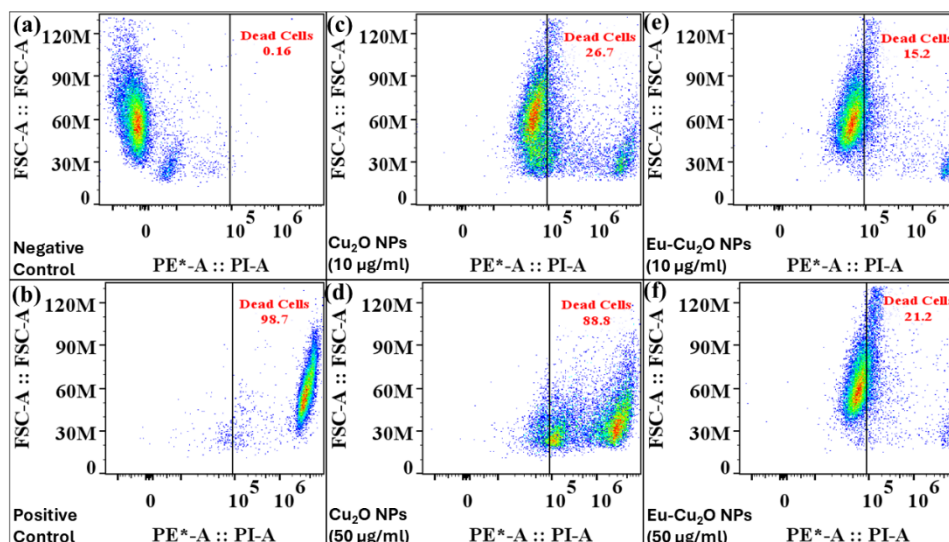 (a)
Dead Cells
0.16
FSC-A :: FSC-A
120M
90M
60M
30M
0
0
10^5
10^6
Negative
Control
PE*-A :: PI-A
(c)
Dead Cells
26.7
FSC-A :: FSC-A
120M
90M
60M
30M
0
0
10^5
10^6
Cu₂O NPs
(10 µg/ml)
PE*-A :: PI-A
(e)
Dead Cells
15.2
FSC-A :: FSC-A
120M
90M
60M
30M
0
0
10^5
10^6
Eu-Cu₂O NPs
(10 µg/ml)
PE*-A :: PI-A
(b)
Dead Cells
98.7
FSC-A :: FSC-A
120M
90M
60M
30M
0
0
10^5
10^6
Positive
Control
PE*-A :: PI-A
(d)
Dead Cells
88.8
FSC-A :: FSC-A
120M
90M
60M
30M
0
0
10^5
10^6
Cu₂O NPs
(50 µg/ml)
PE*-A :: PI-A
(f)
Dead Cells
21.2
FSC-A :: FSC-A
120M
90M
60M
30M
0
0
10^5
10^6
Eu-Cu₂O NPs
(50 µg/ml)
PE*-A :: PI-A